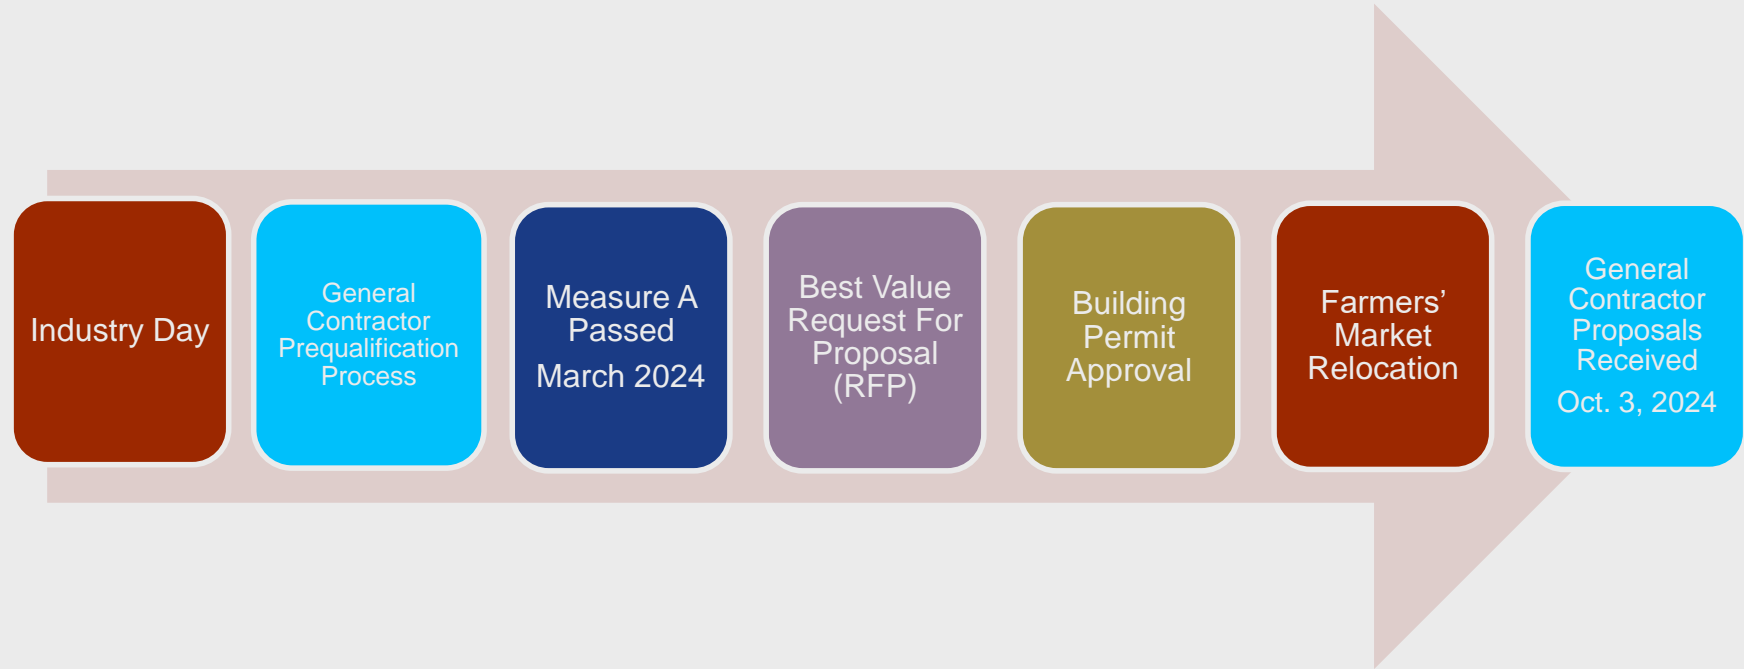 Industry Day
General
Contractor
Prequalification
Process
Measure A
Passed
March 2024
Best Value
Request For
Proposal
(RFP)
Building
Permit
Approval
Farmers’
Market
Relocation
General
Contractor
Proposals
Received
Oct. 3, 2024